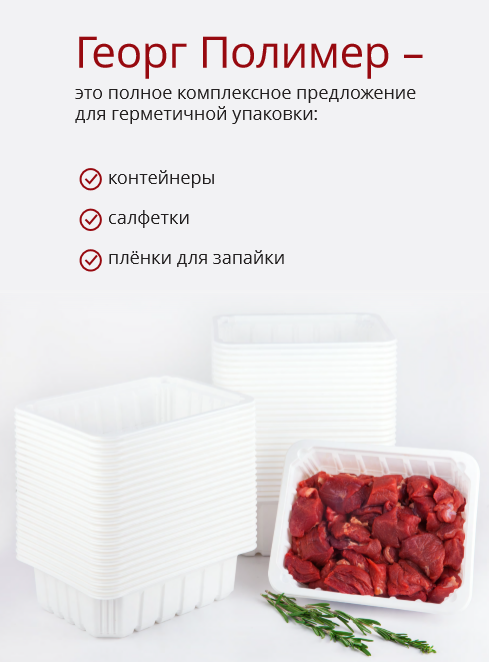 Георг Полимер –
это полное комплексное предложение
для герметичной упаковки:
контейнеры
салфетки
плёнки для запайки